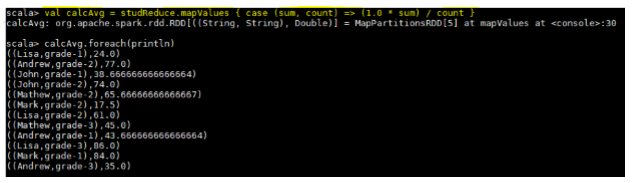 scala> val calcAvg = studReduce.mapValues { case (sum, count) => (1.0 * sum) / count }
calcAvg: org.apache.spark.rdd.RDD[((String, String), Double)] = MapPartitionsRDD[5] at mapValues at <console>:30
scala> calcAvg.foreach(println)
((Lisa,grade-1),24.0)
((Andrew,grade-2),77.0)
((John,grade-1),38.666666666666664)
((John,grade-2),74.0)
((Mathew,grade-2),65.66666666666667)
((Mark,grade-2),17.5)
((Lisa,grade-2),61.0)
((Mathew,grade-3),45.0)
((Andrew,grade-1),43.666666666666664)
((Lisa,grade-3),86.0)
((Mark,grade-1),84.0)
((Andrew,grade-3),35.0)